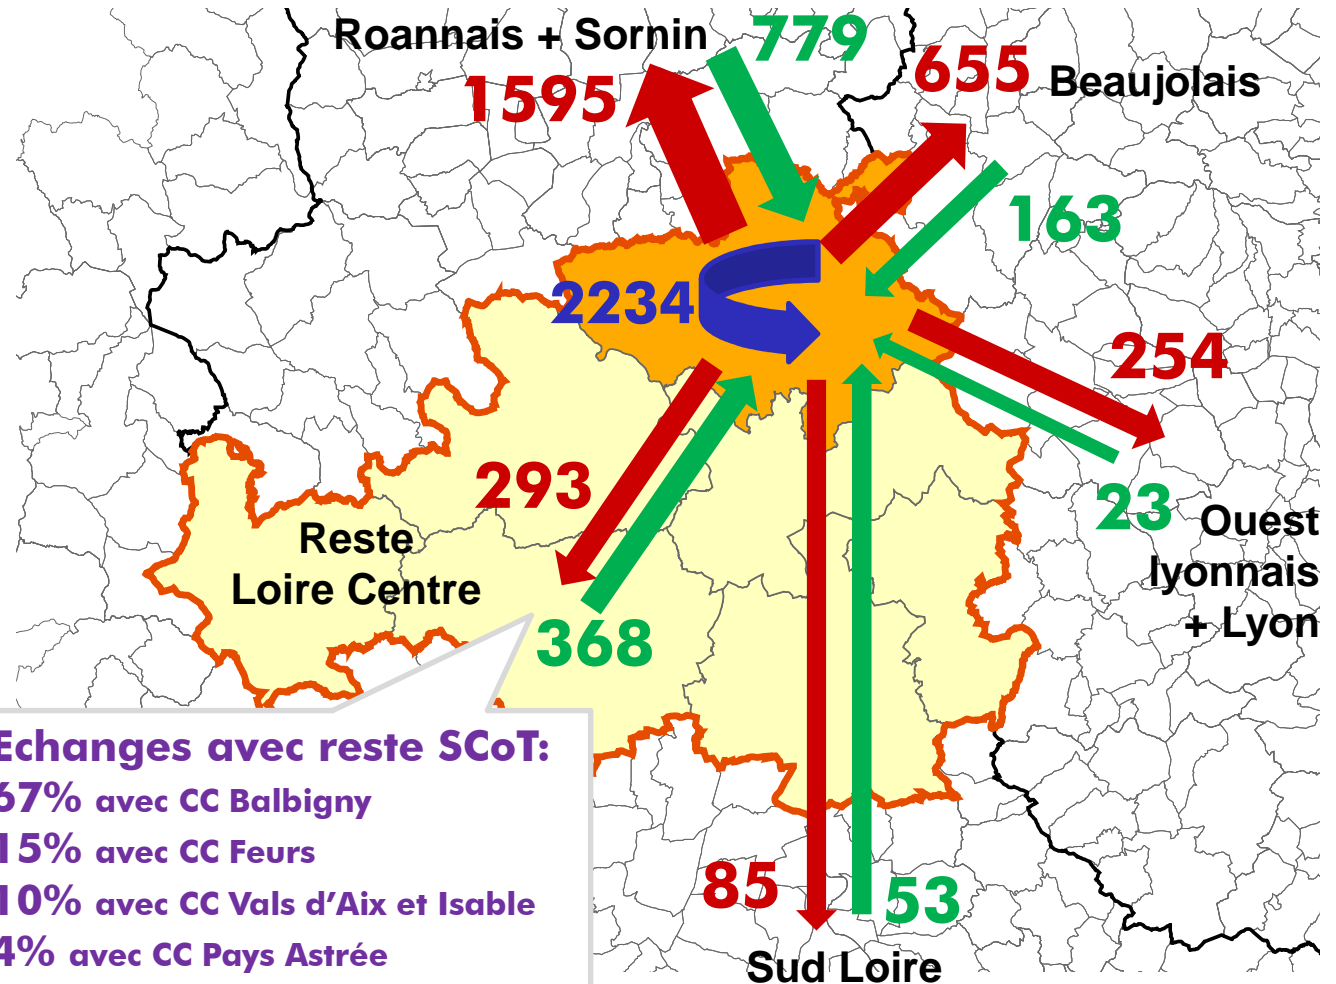 Roannais + Sornin
779
1595
655
Beaujolais
163
2234
254
293
23
Ouest
lyonnais
+ Lyon
Reste
Loire Centre
368
Echanges avec reste SCoT:
67% avec CC Balbigny
15% avec CC Feurs
10% avec CC Vals d’Aix et Isable
4% avec CC Pays Astrée
85
53
Sud Loire